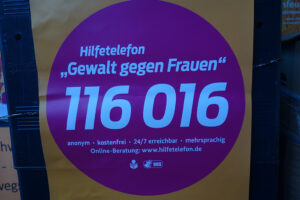 Hilfetelefon
„Gewalt gegen Frauen“
116 016
anonym · kostenfrei · 24/7 erreichbar · mehrsprachig
Online-Beratung: www.hilfetelefon.de